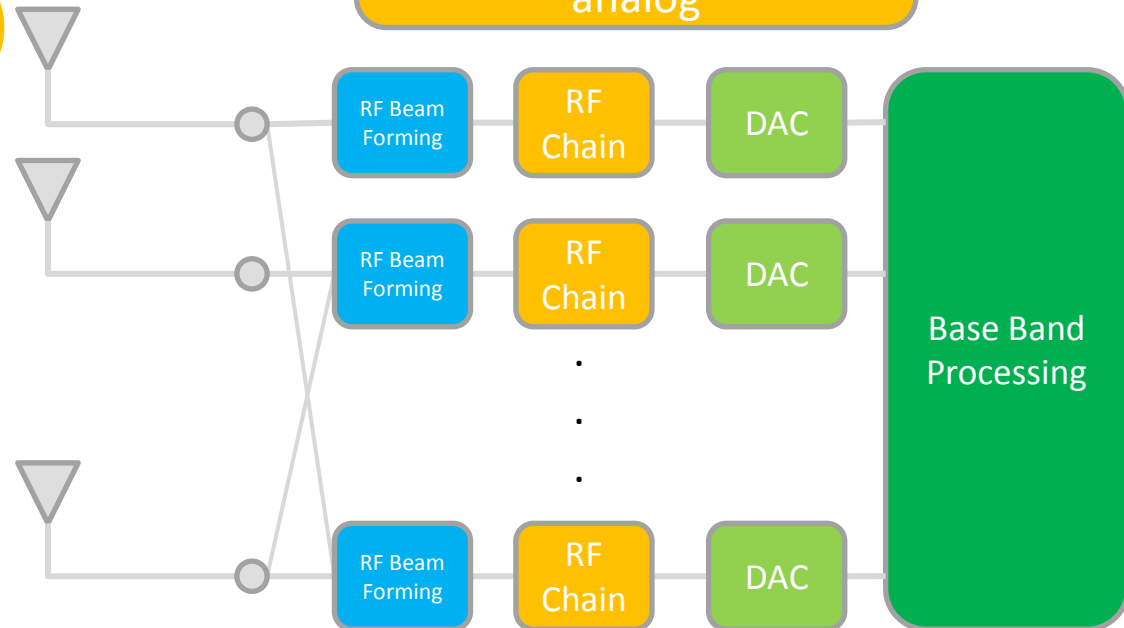 analog
RF Beam
Forming
RF
Chain
DAC
RF Beam
Forming
RF
Chain
DAC
Base Band
Processing
.
.
.
RF Beam
Forming
RF
Chain
DAC